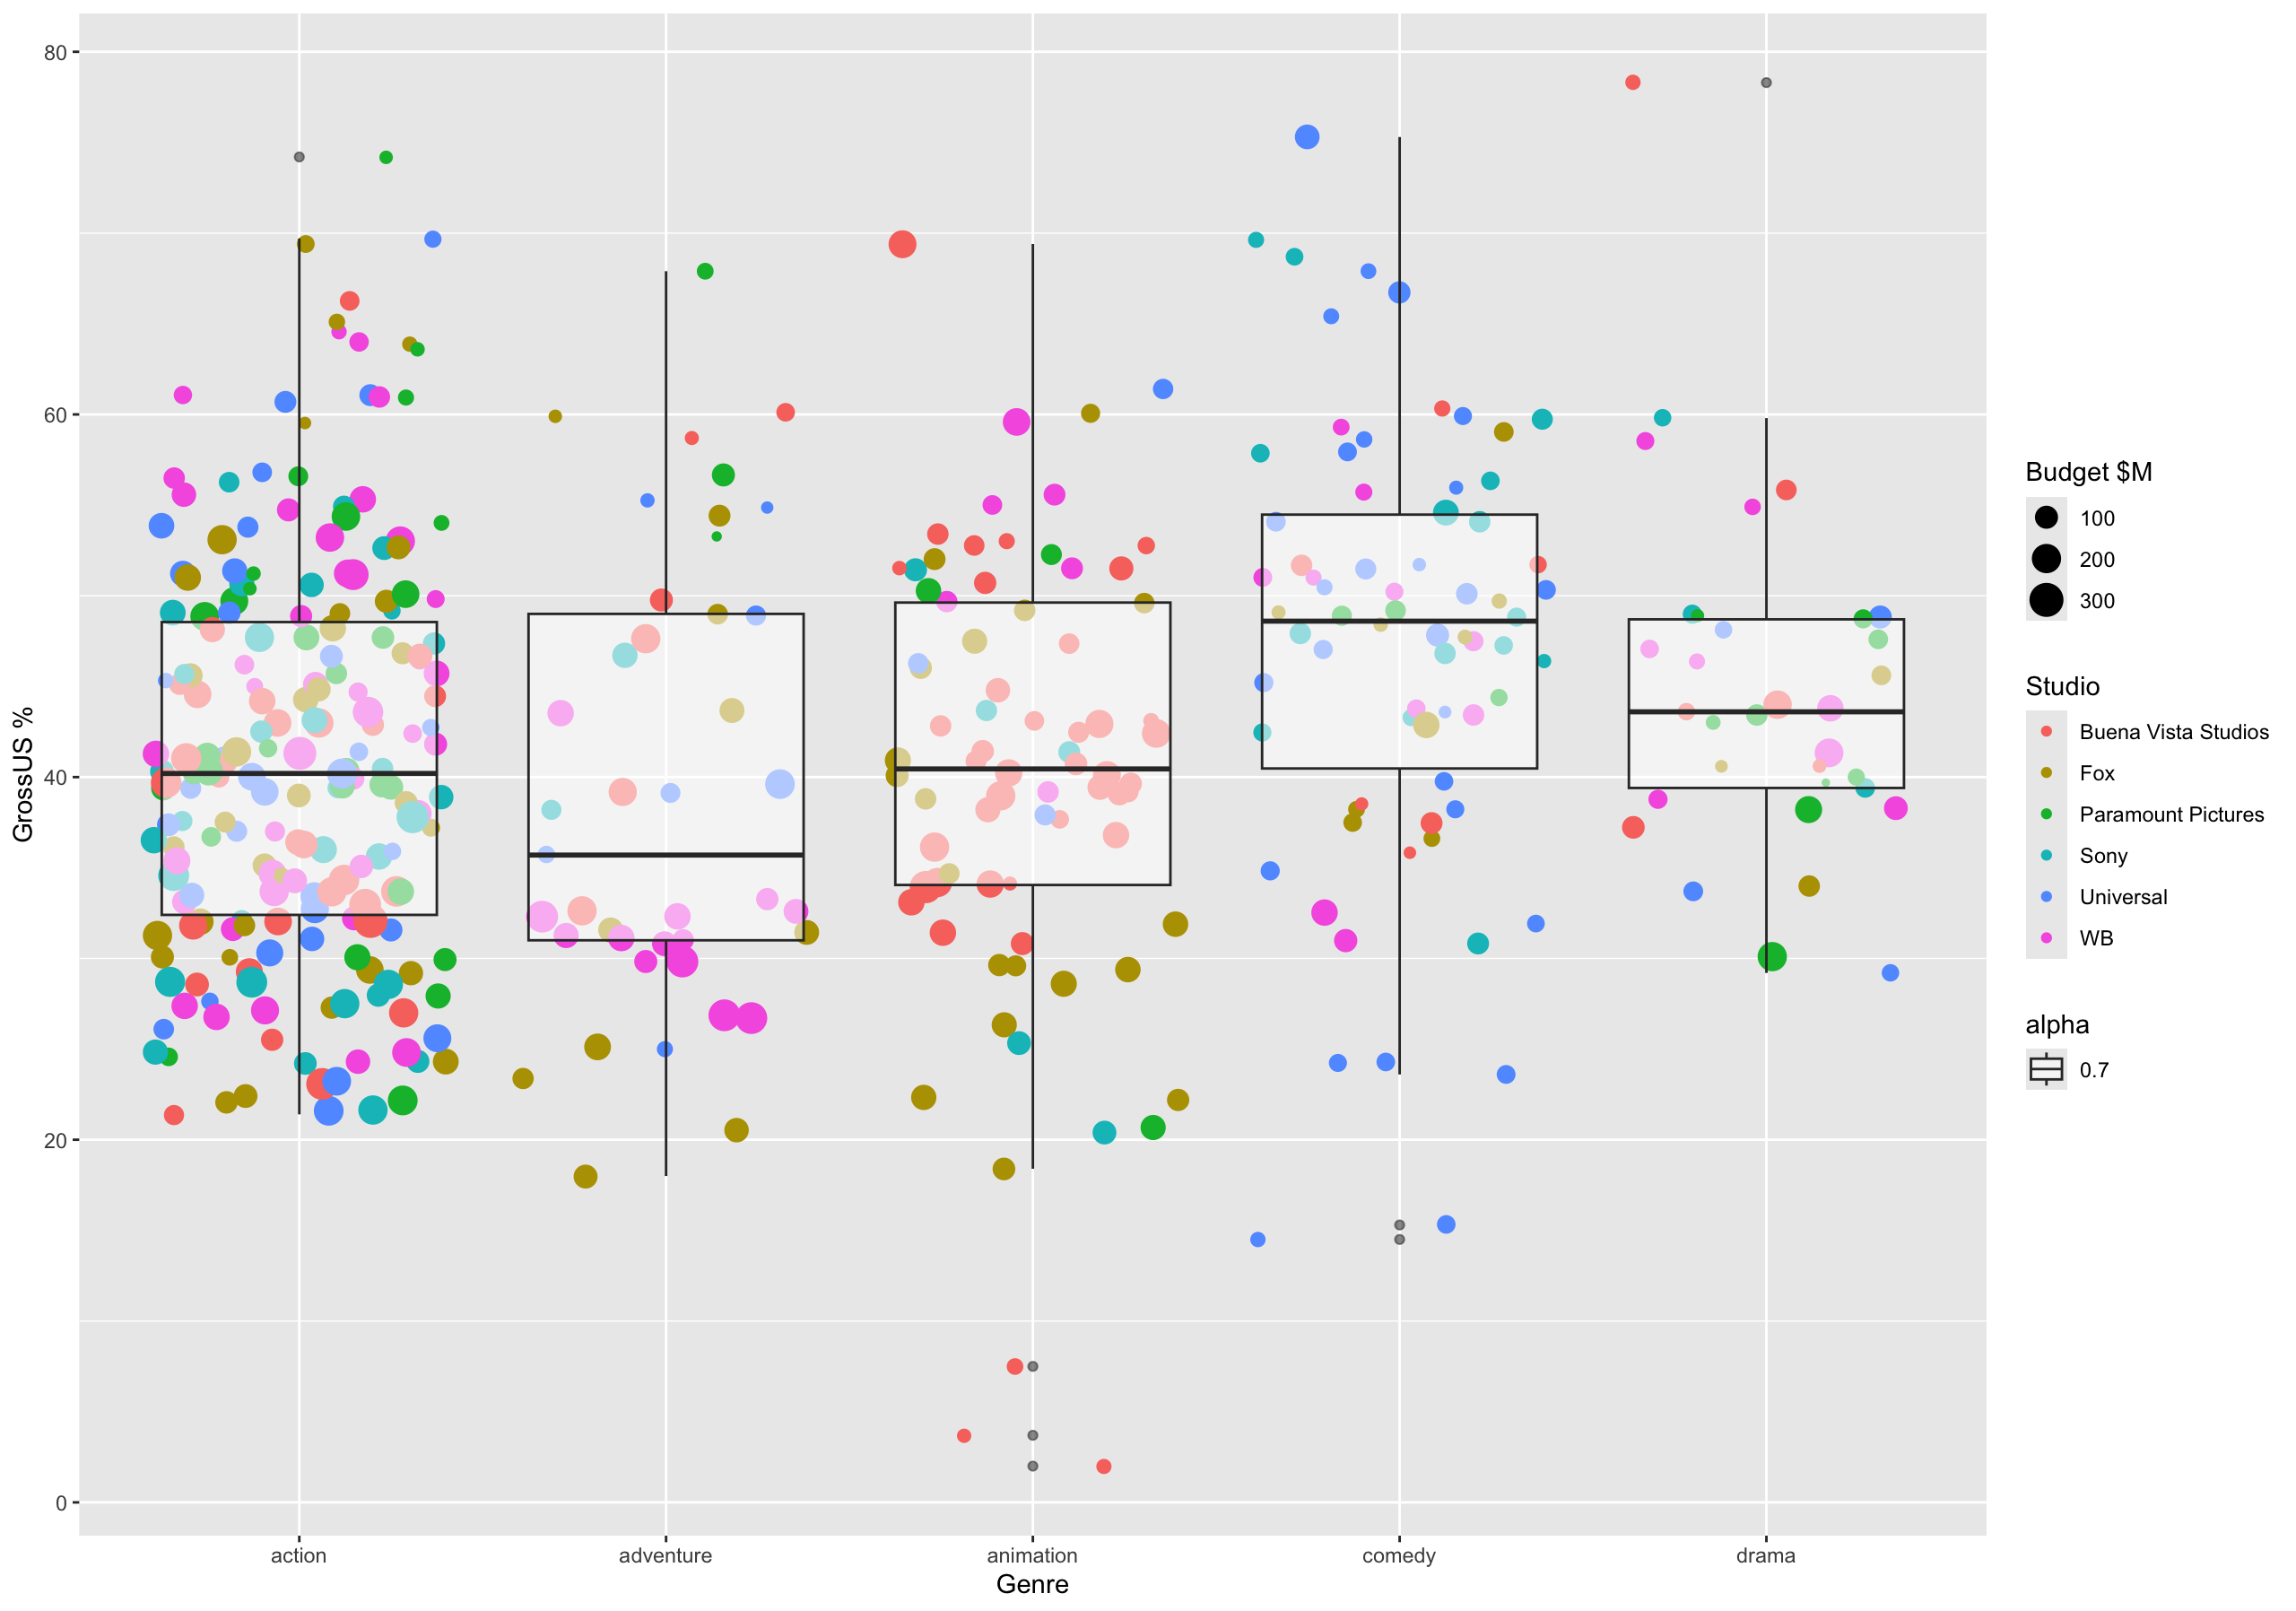 80
60
40
20
0
GrossUS %
action
adventure
animation
comedy
drama
Genre
Budget $M
100
200
300
Studio
Buena Vista Studios
Fox
Paramount Pictures
Sony
Universal
WB
alpha
0.7